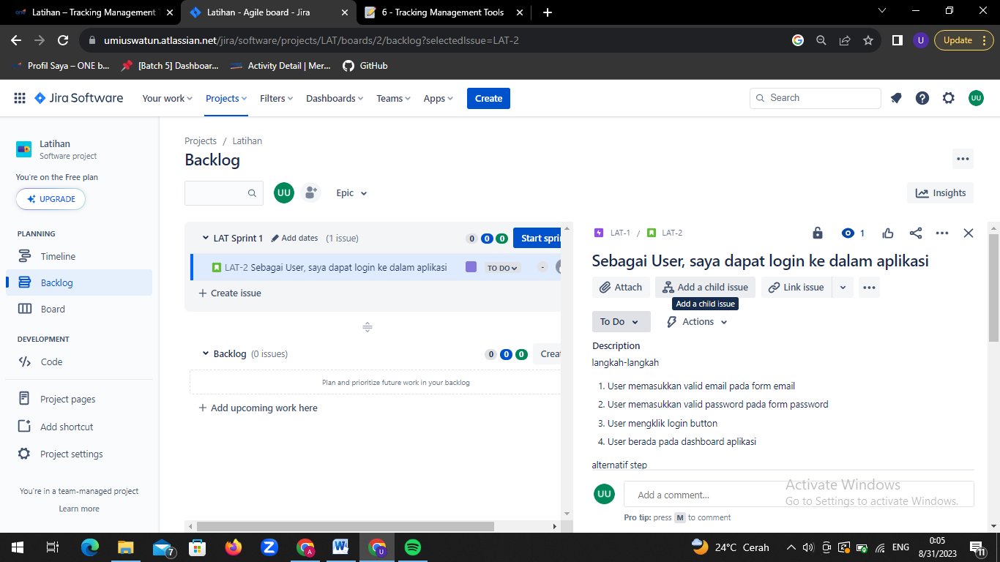 Latihan – Tracking Management
Latihan - Agile board - Jira
6 - Tracking Management Tools
umiuswatun.atlassian.net/jira/software/projects/LAT/boards/2/backlog?selectedIssue=LAT-2
U
Update
Profil Saya – ONE b...
[Batch 5] Dashboar...
Activity Detail | Mer...
GitHub
Jira Software
Your work
Projects
Filters
Dashboards
Teams
Apps
Create
Search
UU
Latihan
Software project
You're on the Free plan
UPGRADE
PLANNING
Timeline
Backlog
Board
DEVELOPMENT
Code
Project pages
Add shortcut
Project settings
You're in a team-managed project
Learn more
Projects / Latihan
Backlog
UU
Epic
Insights
LAT Sprint 1 Add dates (1 issue)
0 0 0
Start spri
LAT-2 Sebagai User, saya dapat login ke dalam aplikasi
TO DO
-
+ Create issue
Backlog (0 issues)
0 0 0
Creat
Plan and prioritize future work in your backlog
+ Add upcoming work here
LAT-1 / LAT-2
1
Sebagai User, saya dapat login ke dalam aplikasi
Attach
Add a child issue
Link issue
Add a child issue
To Do
Actions
Description
langkah-langkah
1. User memasukkan valid email pada form email
2. User memasukkan valid password pada form password
3. User mengklik login button
4. User berada pada dashboard aplikasi
alternatif step
UU
Add a comment...
Pro tip: press M to comment
Activate Windows
Go to Settings to activate Windows.
7
A
U
24°C Cerah
ENG
0:05
8/31/2023
11